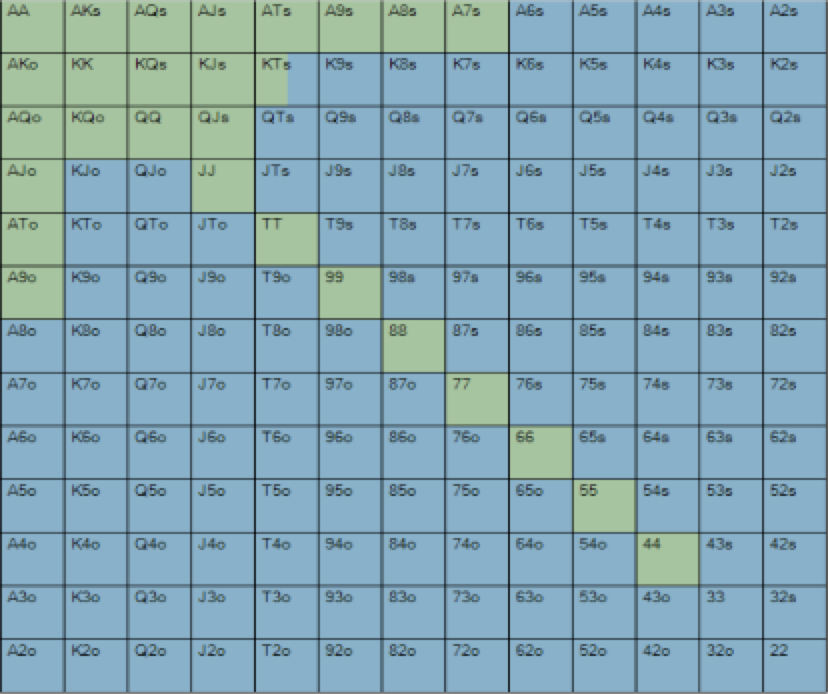 AA AKs AQs AJs ATs A9s A8s A7s A6s A5s A4s A3s A2s
AKo KK KQs KJs KTs K9s K8s K7s K6s K5s K4s K3s K2s
AQo KQo QQ QJs QTs Q9s Q8s Q7s Q6s Q5s Q4s Q3s Q2s
AJo KJo QJo JJ JTs J9s J8s J7s J6s J5s J4s J3s J2s
ATo KTo QTo JTo TT T9s T8s T7s T6s T5s T4s T3s T2s
A9o K9o Q9o J9o T9o 99 98s 97s 96s 95s 94s 93s 92s
A8o K8o Q8o J8o T8o 98o 88 87s 86s 85s 84s 83s 82s
A7o K7o Q7o J7o T7o 97o 87o 77 76s 75s 74s 73s 72s
A6o K6o Q6o J6o T6o 96o 86o 76o 66 65s 64s 63s 62s
A5o K5o Q5o J5o T5o 95o 85o 75o 65o 55 54s 53s 52s
A4o K4o Q4o J4o T4o 94o 84o 74o 64o 54o 44 43s 42s
A3o K3o Q3o J3o T3o 93o 83o 73o 63o 53o 43o 33 32s
A2o K2o Q2o J2o T2o 92o 82o 72o 62o 52o 42o 32o 22